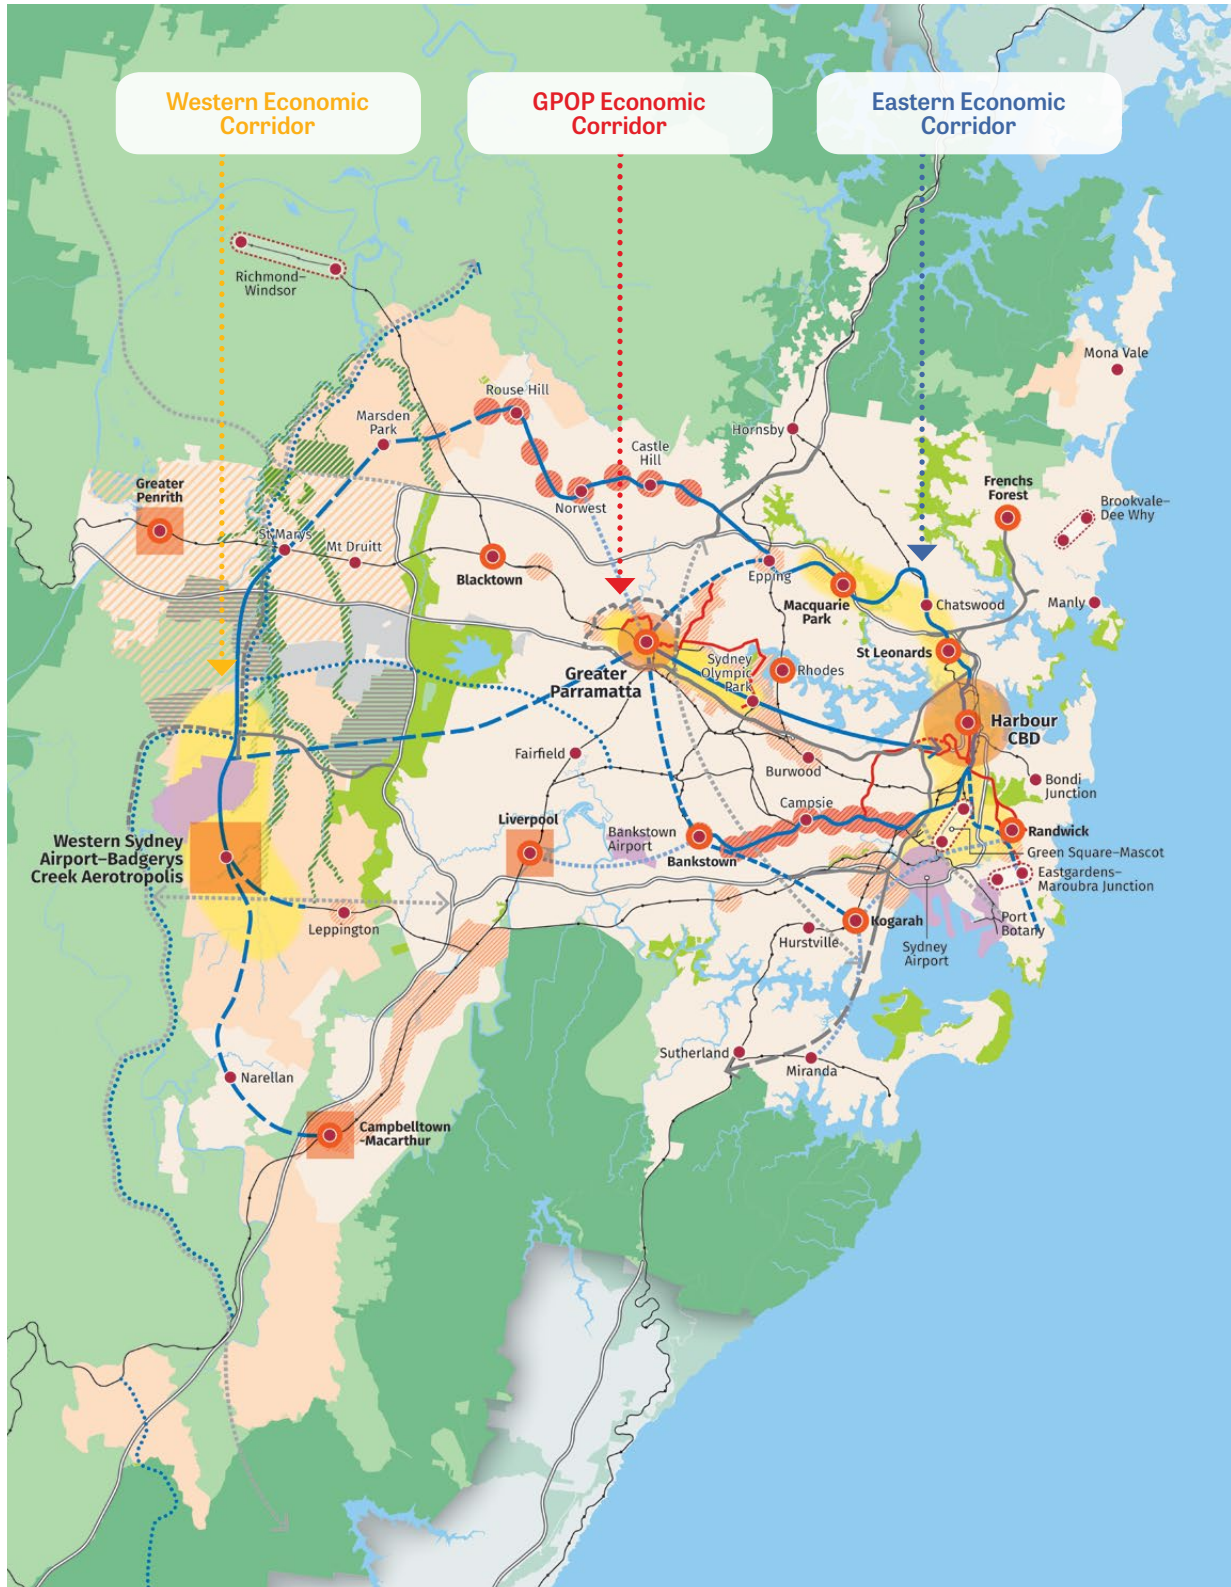 Western Economic
Corridor
GPOP Economic
Corridor
Eastern Economic
Corridor
Richmond–
Windsor
Mona Vale
Rouse Hill
Marsden
Park
Hornsby
Castle
Hill
Greater
Penrith
Frenchs
Forest
Brookvale–
Dee Why
Norwest
St Marys
Mt Druitt
Blacktown
Epping
Macquarie
Park
Chatswood
Manly
St Leonards
Sydney
Olympic
Park
Rhodes
Greater
Parramatta
Harbour
CBD
Fairfield
Burwood
Bondi
Junction
Campsie
Liverpool
Bankstown
Airport
Bankstown
Randwick
Western Sydney
Airport–Badgerys
Creek Aerotropolis
Green Square–Mascot
Eastgardens–
Maroubra Junction
Leppington
Kogarah
Hurstville
Port
Botany
Sydney
Airport
Sutherland
Miranda
Narellan
Campbelltown
-Macarthur